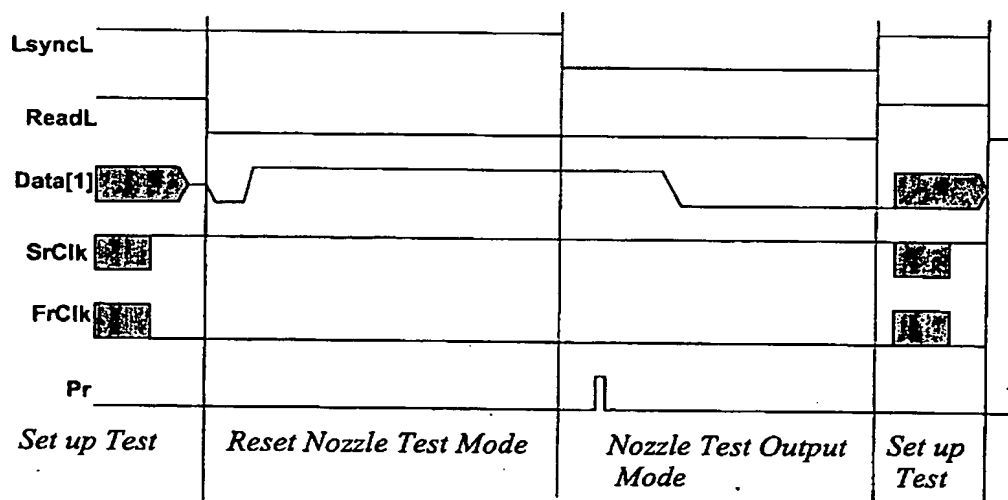 LsyncL
ReadL
Data[1]
SrClk
FrClk
Pr
Set up Test
Reset Nozzle Test Mode
Nozzle Test Output
Mode
Set up
Test